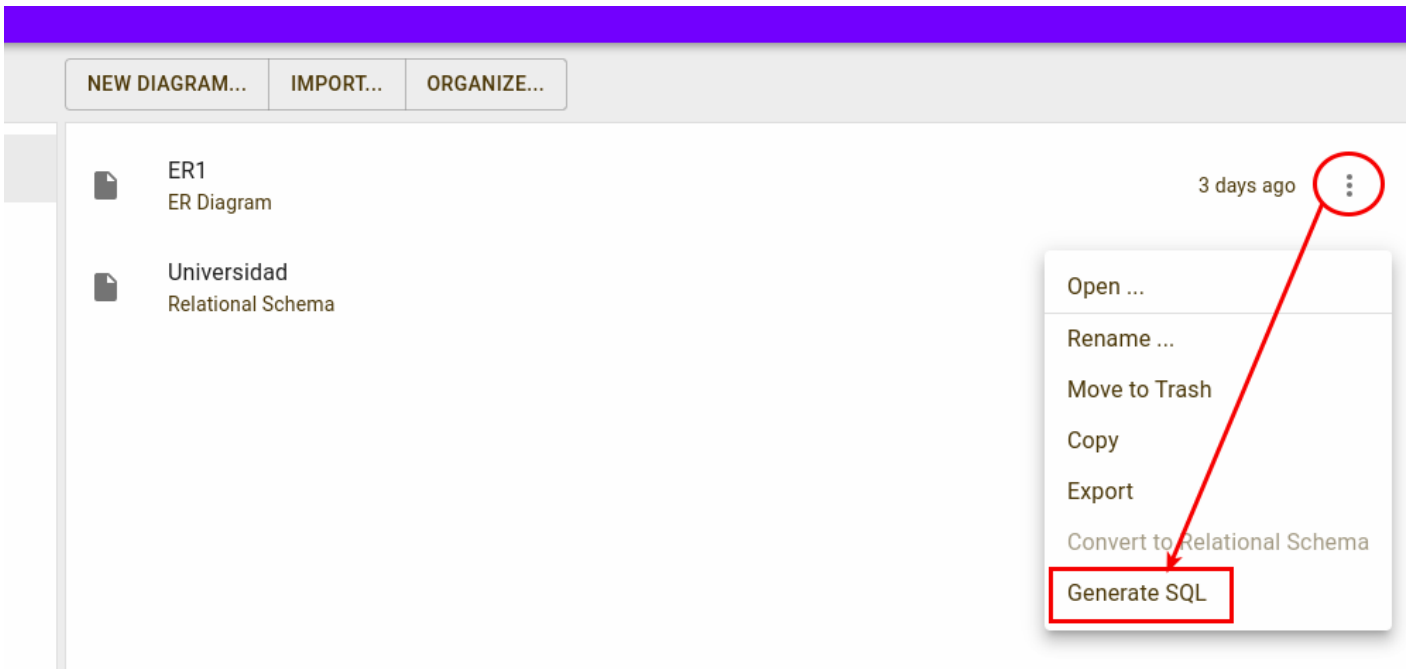 NEW DIAGRAM...
IMPORT...
ORGANIZE...
ER1
ER Diagram
3 days ago
Universidad
Relational Schema
Open ...
Rename ...
Move to Trash
Copy
Export
Convert to Relational Schema
Generate SQL